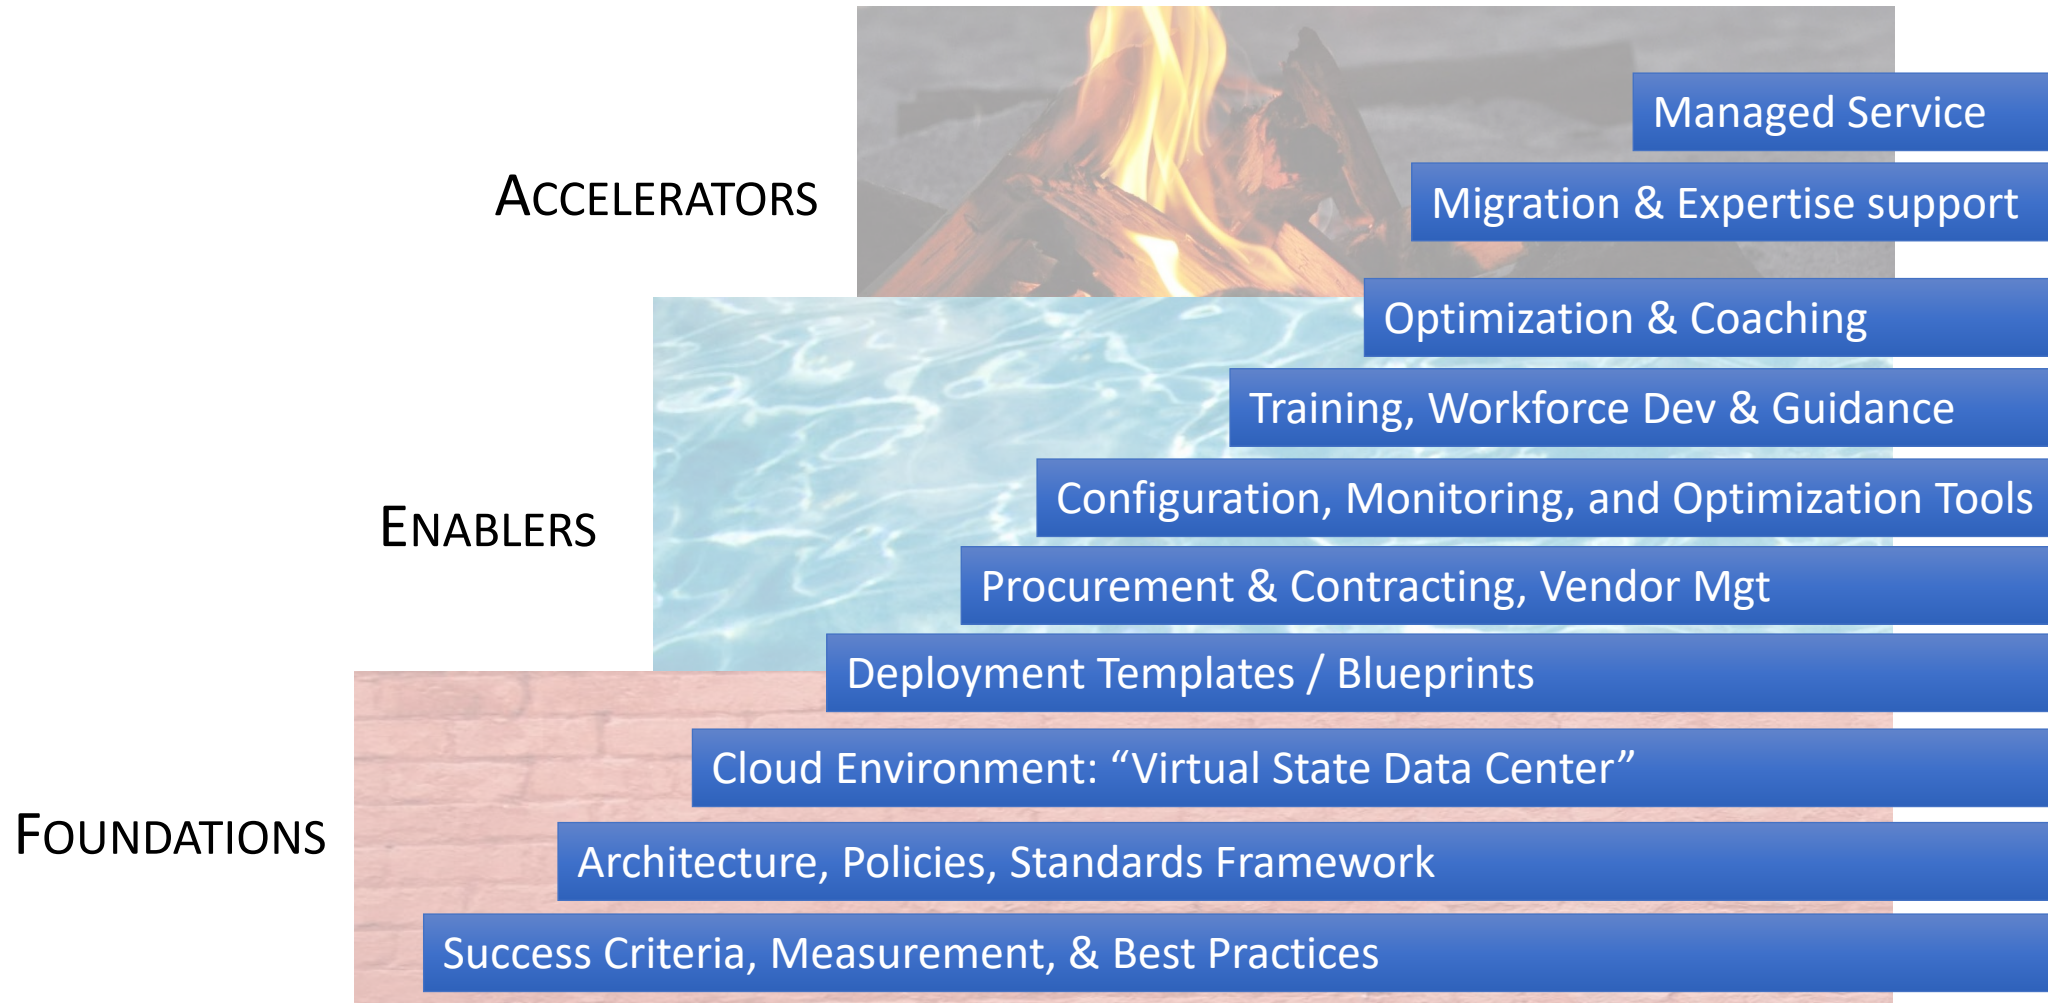 Managed Service
ACCELERATORS
Migration & Expertise support
Optimization & Coaching
Training, Workforce Dev & Guidance
Configuration, Monitoring, and Optimization Tools
ENABLERS
Procurement & Contracting, Vendor Mgt
Deployment Templates / Blueprints
Cloud Environment: “Virtual State Data Center”
FOUNDATIONS
Architecture, Policies, Standards Framework
Success Criteria, Measurement, & Best Practices